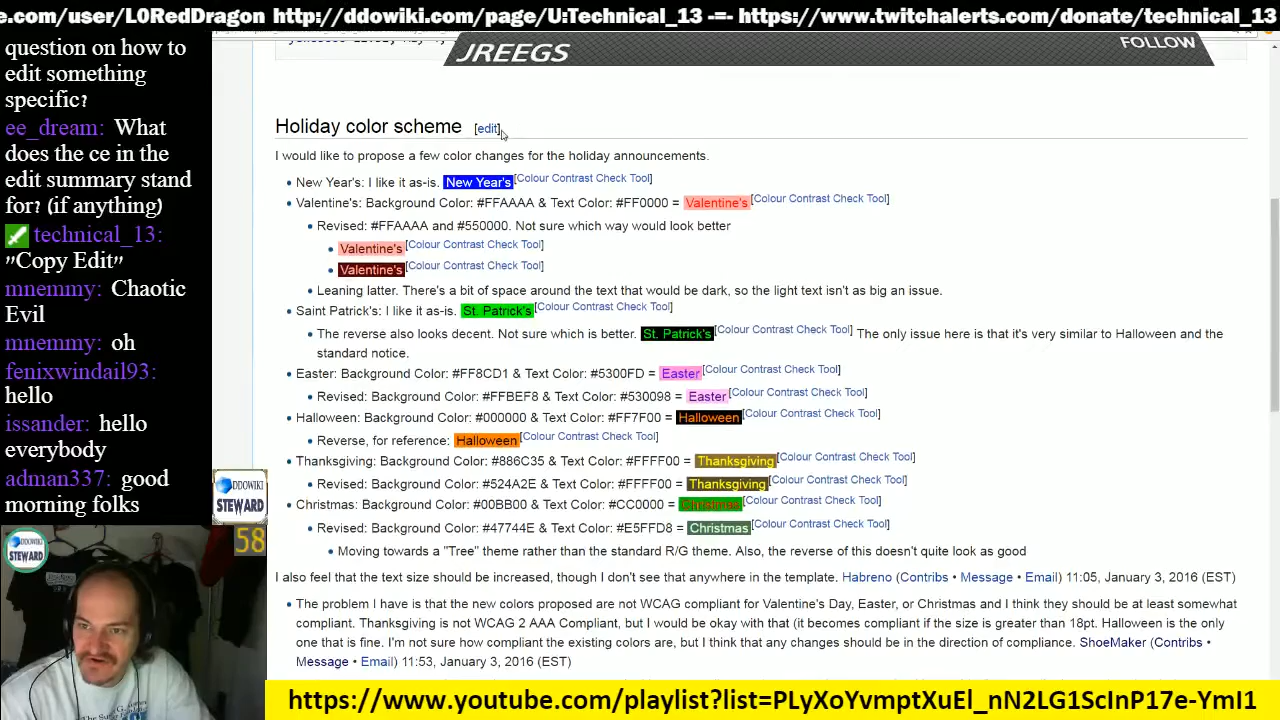 e.com/user/L0RedDragon http://ddowiki.com/page/U:Technical_13 -=- https://www.twitchalerts.com/donate/technical_13
question on how to
edit something
specific?
ee_dream: What
does the ce in the
edit summary stand
for? (if anything)
technical_13:
"Copy Edit"
mnemmy: Chaotic
Evil
mnemmy: oh
fenixwindail93:
hello
issander: hello
everybody
adman337: good
morning folks
DDOWIKI
STEWARD
58
DDOWIKI
STEWARD
JREEGS
FOLLOW
Holiday color scheme [edit]
I would like to propose a few color changes for the holiday announcements.
• New Year's: I like it as-is. New Year's[Colour Contrast Check Tool]
• Valentine's: Background Color: #FFAAAA & Text Color: #FF0000 = Valentine's[Colour Contrast Check Tool]
• Revised: #FFAAAA and #550000. Not sure which way would look better
• Valentine's[Colour Contrast Check Tool]
• Valentine's[Colour Contrast Check Tool]
• Leaning latter. There's a bit of space around the text that would be dark, so the light text isn't as big an issue.
• Saint Patrick's: I like it as-is. St. Patrick's[Colour Contrast Check Tool]
• The reverse also looks decent. Not sure which is better. St. Patrick's[Colour Contrast Check Tool] The only issue here is that it's very similar to Halloween and the
standard notice.
• Easter: Background Color: #FF8CD1 & Text Color: #5300FD = Easter[Colour Contrast Check Tool]
• Revised: Background Color: #FFBEF8 & Text Color: #530098 = Easter[Colour Contrast Check Tool]
• Halloween: Background Color: #000000 & Text Color: #FF7F00 = Halloween[Colour Contrast Check Tool]
• Reverse, for reference: Halloween[Colour Contrast Check Tool]
• Thanksgiving: Background Color: #886C35 & Text Color: #FFFF00 = Thanksgiving[Colour Contrast Check Tool]
• Revised: Background Color: #524A2E & Text Color: #FFFF00 = Thanksgiving[Colour Contrast Check Tool]
• Christmas: Background Color: #00BB00 & Text Color: #CC0000 = Christmas[Colour Contrast Check Tool]
• Revised: Background Color: #47744E & Text Color: #E5FFD8 = Christmas[Colour Contrast Check Tool]
• Moving towards a "Tree" theme rather than the standard R/G theme. Also, the reverse of this doesn't quite look as good
I also feel that the text size should be increased, though I don't see that anywhere in the template. Habreno (Contribs • Message • Email) 11:05, January 3, 2016 (EST)
• The problem I have is that the new colors proposed are not WCAG compliant for Valentine's Day, Easter, or Christmas and I think they should be at least somewhat
compliant. Thanksgiving is not WCAG 2 AAA Compliant, but I would be okay with that (it becomes compliant if the size is greater than 18pt. Halloween is the only
one that is fine. I'm not sure how compliant the existing colors are, but I think that any changes should be in the direction of compliance. ShoeMaker (Contribs •
Message • Email) 11:53, January 3, 2016 (EST)
https://www.youtube.com/playlist?list=PLyXoYvmptXuEl_nN2LG1ScInP17e-YmI1